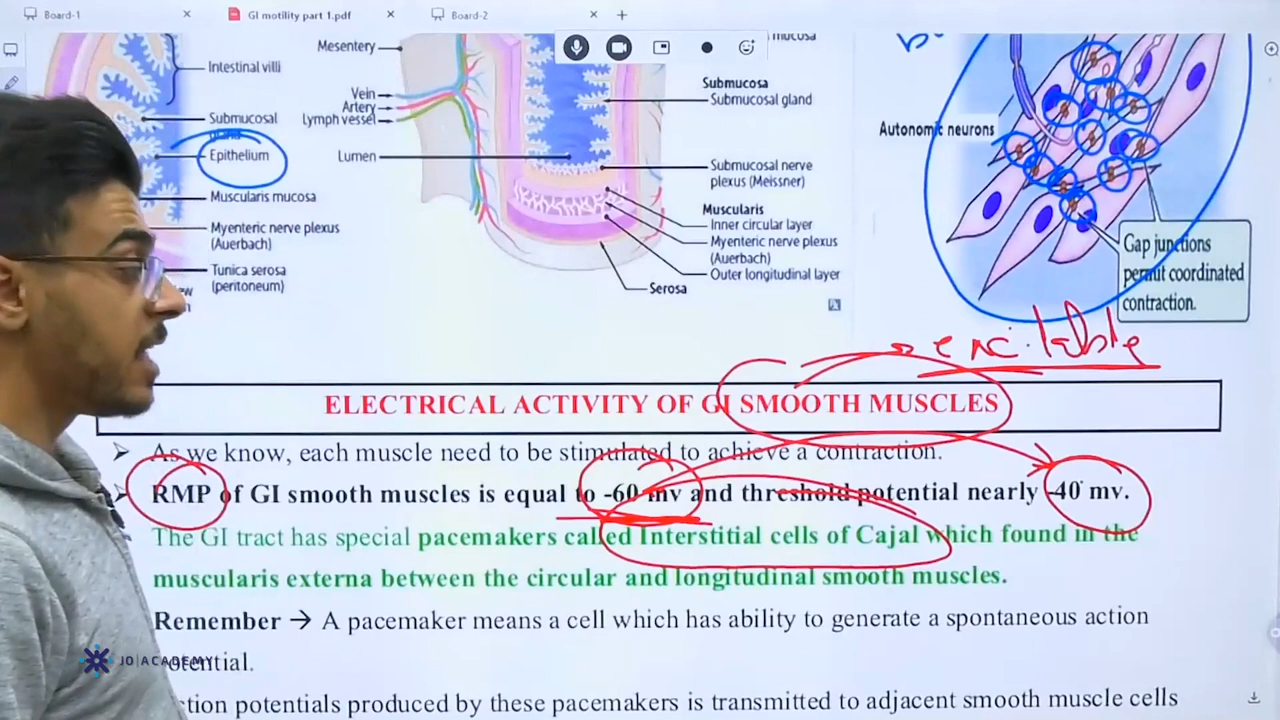 Board-1
GI motility part 1.pdf
Board-2
Intestinal villi
Submucosal
Epithelium
Muscularis mucosa
Myenteric nerve plexus
(Auerbach)
Tunica serosa
(peritoneum)
Mesentery
Vein
Artery
Lymph vessel
Lumen
mucosa
Submucosa
Submucosal gland
Submucosal nerve
plexus (Meissner)
Muscularis
Inner circular layer
Myenteric nerve plexus
(Auerbach)
Outer longitudinal layer
Serosa
Autonomic neurons
Gap junctions
permit coordinated
contraction.
excitable
ELECTRICAL ACTIVITY OF GI SMOOTH MUSCLES
➢ As we know, each muscle need to be stimulated to achieve a contraction.
➢ RMP of GI smooth muscles is equal to -60 mv and threshold potential nearly -40 mv.
The GI tract has special pacemakers called Interstitial cells of Cajal which found in the
muscularis externa between the circular and longitudinal smooth muscles.
Remember → A pacemaker means a cell which has ability to generate a spontaneous action
potential.
tion potentials produced by these pacemakers is transmitted to adjacent smooth muscle cells
JO|ACADEMY